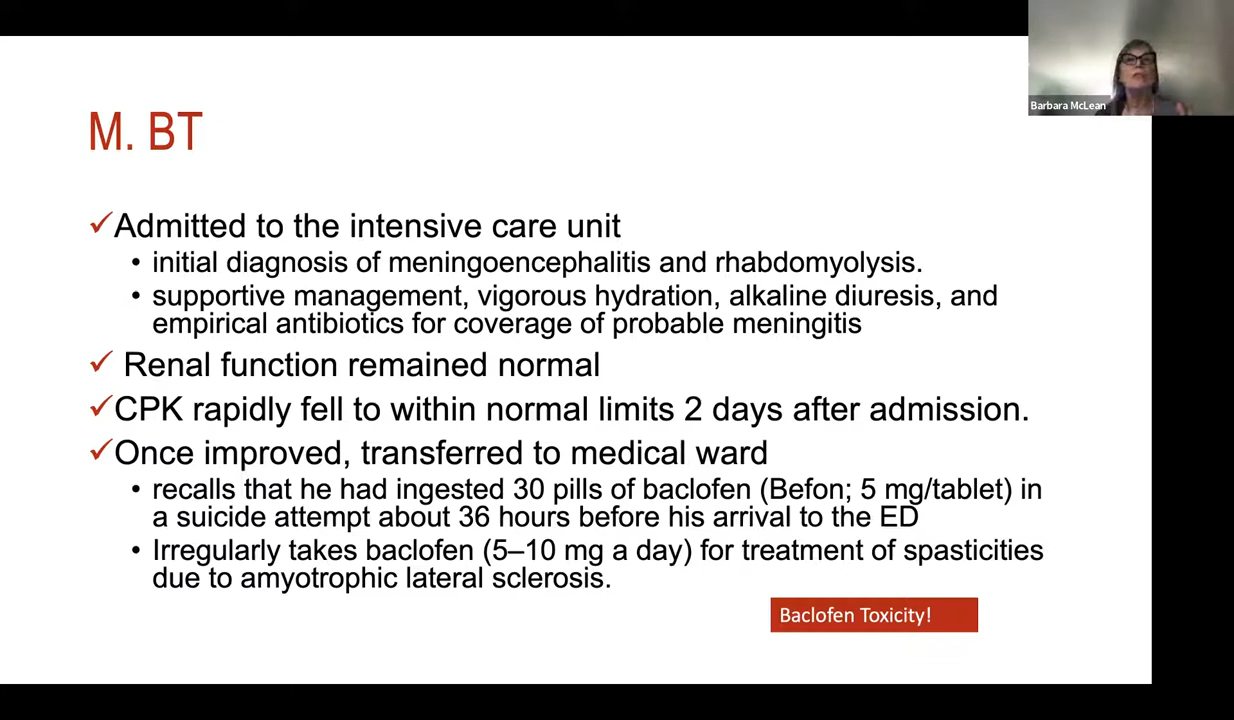 Barbara McLean
M. BT
✓Admitted to the intensive care unit
• initial diagnosis of meningoencephalitis and rhabdomyolysis.
• supportive management, vigorous hydration, alkaline diuresis, and
empirical antibiotics for coverage of probable meningitis
✓ Renal function remained normal
✓CPK rapidly fell to within normal limits 2 days after admission.
✓Once improved, transferred to medical ward
• recalls that he had ingested 30 pills of baclofen (Befon; 5 mg/tablet) in
a suicide attempt about 36 hours before his arrival to the ED
• Irregularly takes baclofen (5–10 mg a day) for treatment of spasticities
due to amyotrophic lateral sclerosis.
Baclofen Toxicity!